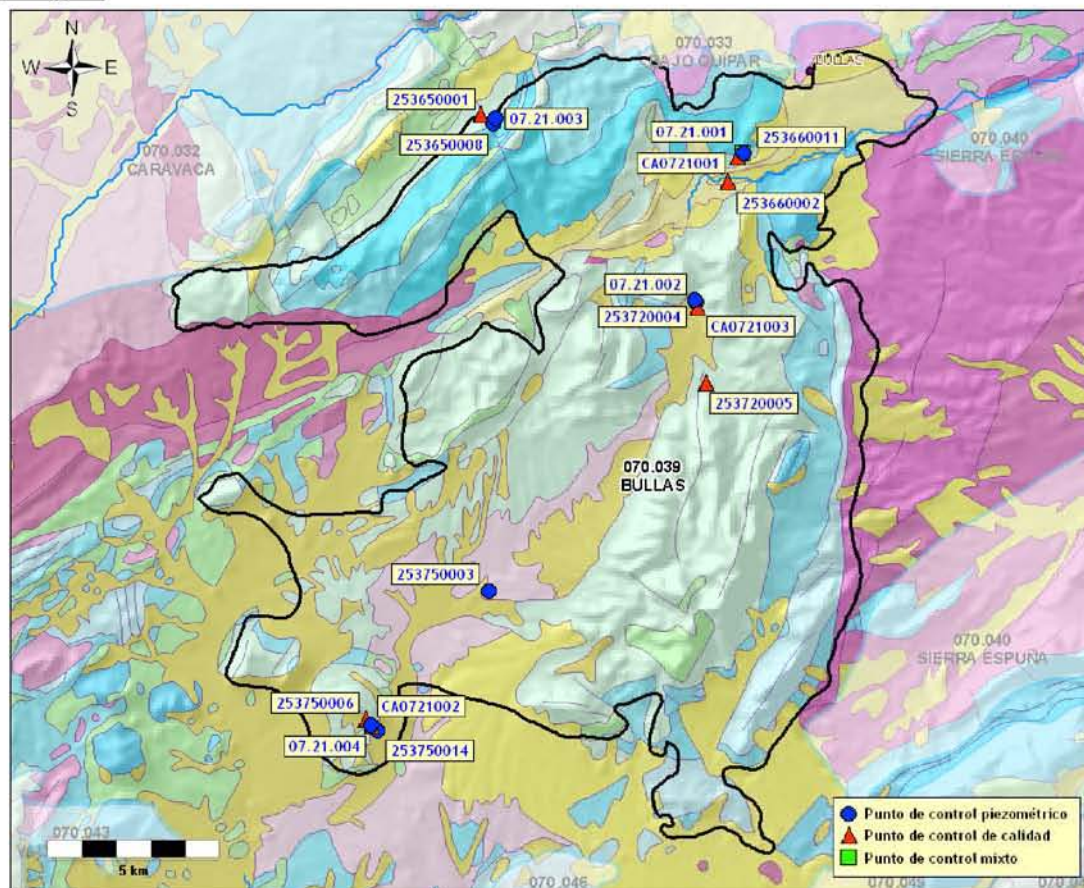 N
W E
S
070.033
BAJO QUIPAR
BULLAS
253650001
07.21.003
253650008
07.21.001
253660011
CA0721001
253660002
070.032
CARAVACA
070.040
SIERRA ESPUÑA
07.21.002
253720004
CA0721003
253720005
070.039
BULLAS
253750003
070.040
SIERRA ESPUÑA
253750006
CA0721002
07.21.004
253750014
070.043
5 km
070.046
070.049
Punto de control piezométrico
Punto de control de calidad
Punto de control mixto